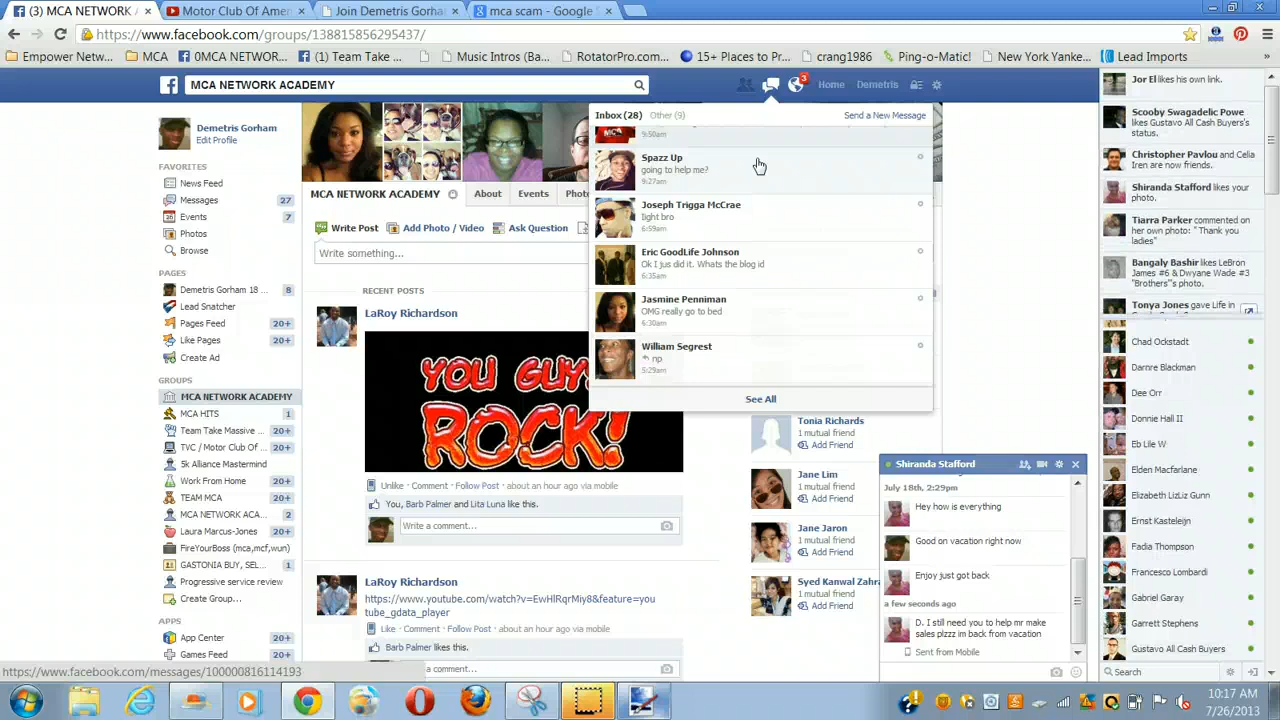 (3) MCA NETWORK A
Motor Club Of Amer
Join Demetris Gorha
mca scam - Google S
https://www.facebook.com/groups/138815856295437/
Empower Netwo...
MCA
(0) MCA NETWORK...
(1) Team Take ...
Music Intros (Ba...
RotatorPro.com...
15+ Places to Pr...
crang1986
Ping-o-Matic!
New York Yanke...
Lead Imports
MCA NETWORK ACADEMY
3
Home
Demetris
Demetris Gorham
Edit Profile
FAVORITES
News Feed
Messages 27
Events 7
Photos
Browse
PAGES
Demetris Gorham 18 ... 8
Lead Snatcher
Pages Feed 20+
Like Pages 20+
Create Ad
GROUPS
MCA NETWORK ACADEMY
MCA HITS 1
Team Take Massive ... 20+
TVC / Motor Club Of ... 20+
5k Alliance Mastermind
Work From Home 20+
TEAM MCA 20+
MCA NETWORK ACA... 2
Laura Marcus-Jones 20+
FireYourBoss (mca,mcf,wun)
GASTONIA BUY, SEL... 1
Progressive service review
Create Group...
APPS
App Center 20+
Games Feed 20+
MCA NETWORK ACADEMY
About
Events
Phot
Write Post
Add Photo / Video
Ask Question
Write something...
RECENT POSTS
LaRoy Richardson
YOU GUYS
ROCK!
Unlike · Comment · Follow Post · about an hour ago via mobile
You, Barb Palmer and Lita Luna like this.
Write a comment...
LaRoy Richardson
https://www.youtube.com/watch?v=EwHlRqrMiy8&feature=you
tube_gdata_player
Like · Comment · Follow Post · about an hour ago via mobile
Barb Palmer likes this.
Write a comment...
Inbox (28)
Other (9)
Send a New Message
9:50am
Spazz Up
going to help me?
9:27am
Joseph Trigga McCrae
light bro
6:59am
Eric GoodLife Johnson
Ok I jus did it. Whats the blog id
6:35am
Jasmine Penniman
OMG really go to bed
6:30am
William Segrest
np
5:29am
See All
Tonia Richards
1 mutual friend
Add Friend
Jane Lim
1 mutual friend
Add Friend
Jane Jaron
1 mutual friend
Add Friend
Syed Kanwal Zahra
1 mutual friend
Add Friend
Shiranda Stafford
July 18th, 2:29pm
Hey how is everything
Good on vacation right now
Enjoy just got back
a few seconds ago
D. I still need you to help mr make
sales plzzz im back from vacation
Sent from Mobile
Jor El likes his own link.
Scooby Swagadelic Powe
likes Gustavo All Cash Buyers's
status.
Christopher Pavlou and Celia
Iren are now friends.
Shiranda Stafford likes your
photo.
Tiarra Parker commented on
her own photo: "Thank you
ladies"
Bangaly Bashir likes LeBron
James #6 & Dwyane Wade #3
"Brothers"'s photo.
Tonya Jones gave Life in
Chad Ockstadt
Dannre Blackman
Dee Orr
Donnie Hall II
Eb Lile W
Elden Macfarlane
Elizabeth LizLiz Gunn
Ernst Kasteleijn
Fadia Thompson
Francesco Lombardi
Gabriel Garay
Garrett Stephens
Gustavo All Cash Buyers
Search
https://www.facebook.com/messages/100000816114193
10:17 AM
7/26/2013